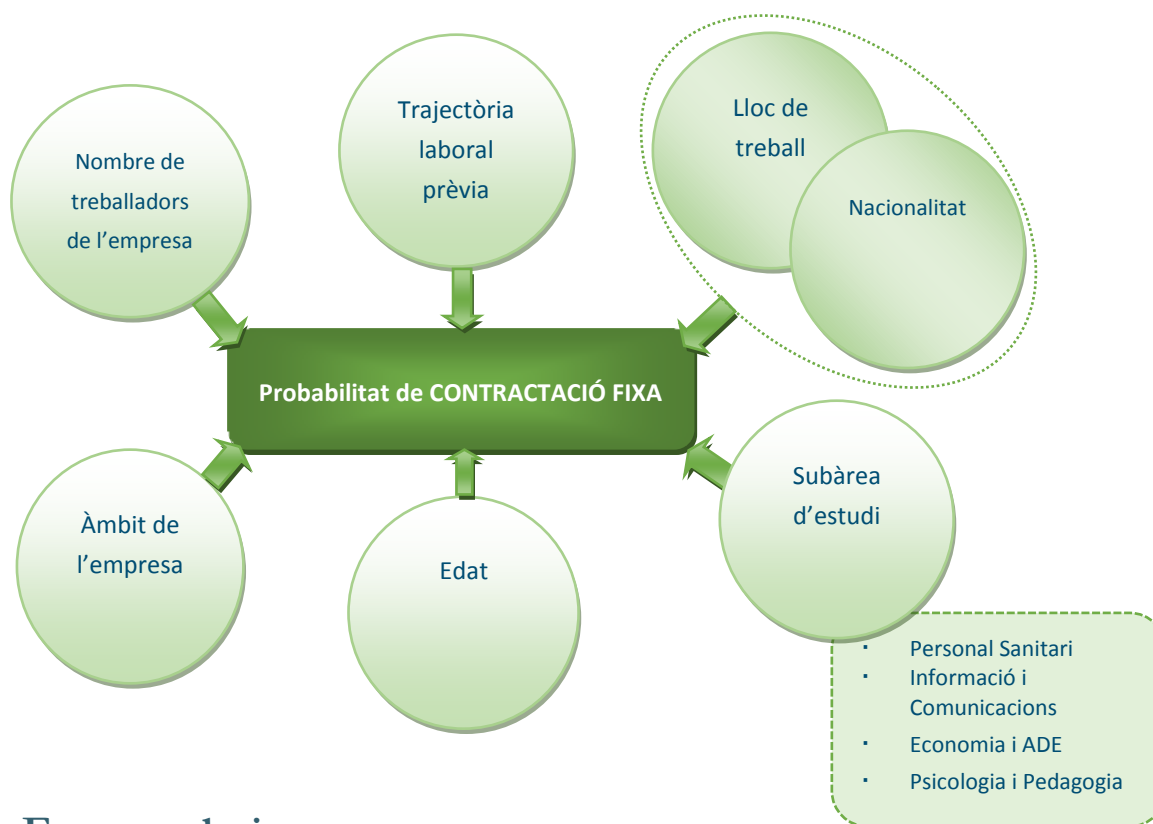 Trajectòria
laboral
prèvia
Lloc de
treball
Nombre de
treballadors
de l'empresa
Nacionalitat
Probabilitat de CONTRACTACIÓ FIXA
Àmbit de
l'empresa
Edat
Subàrea
d'estudi
· Personal Sanitari
· Informació i
Comunicacions
· Economia i ADE
· Psicologia i Pedagogia